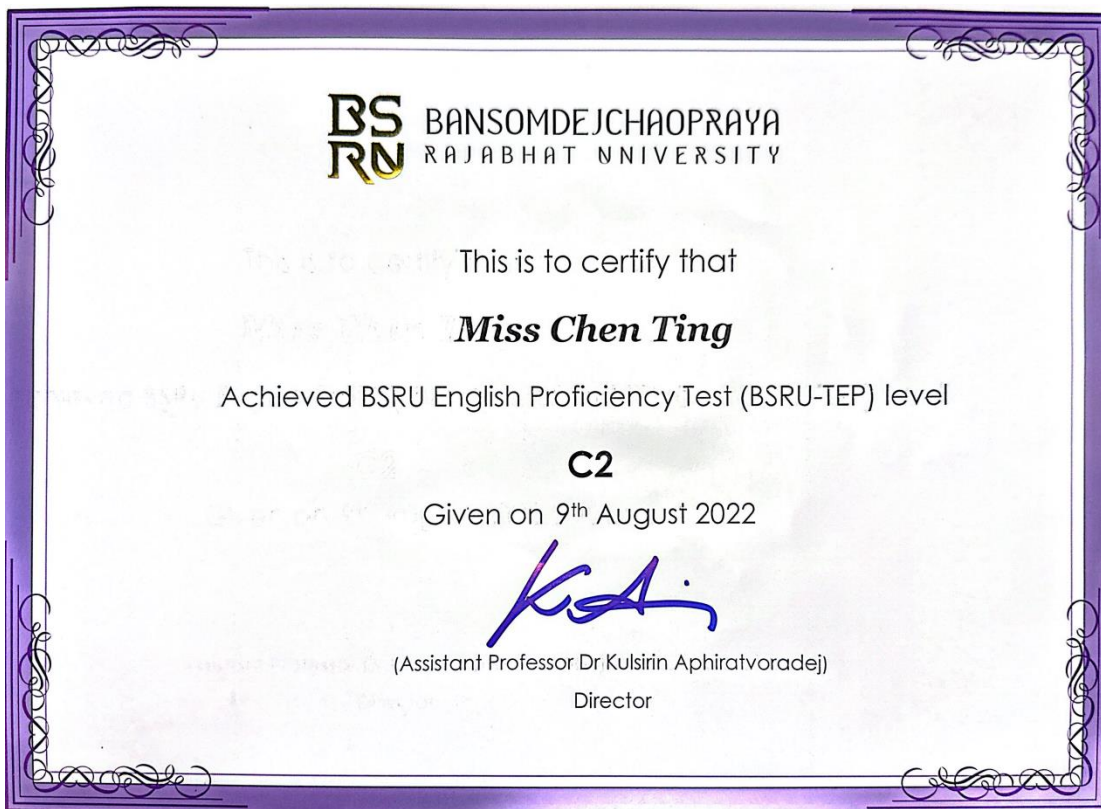 BS
RU
BANSOMDEJCHAOPRAYA
RAJABHAT UNIVERSITY
This is to certify that
Miss Chen Ting
Achieved BSRU English Proficiency Test (BSRU-TEP) level
C2
Given on 9th August 2022
(Assistant Professor Dr Kulsirin Aphiratvoradej)
Director